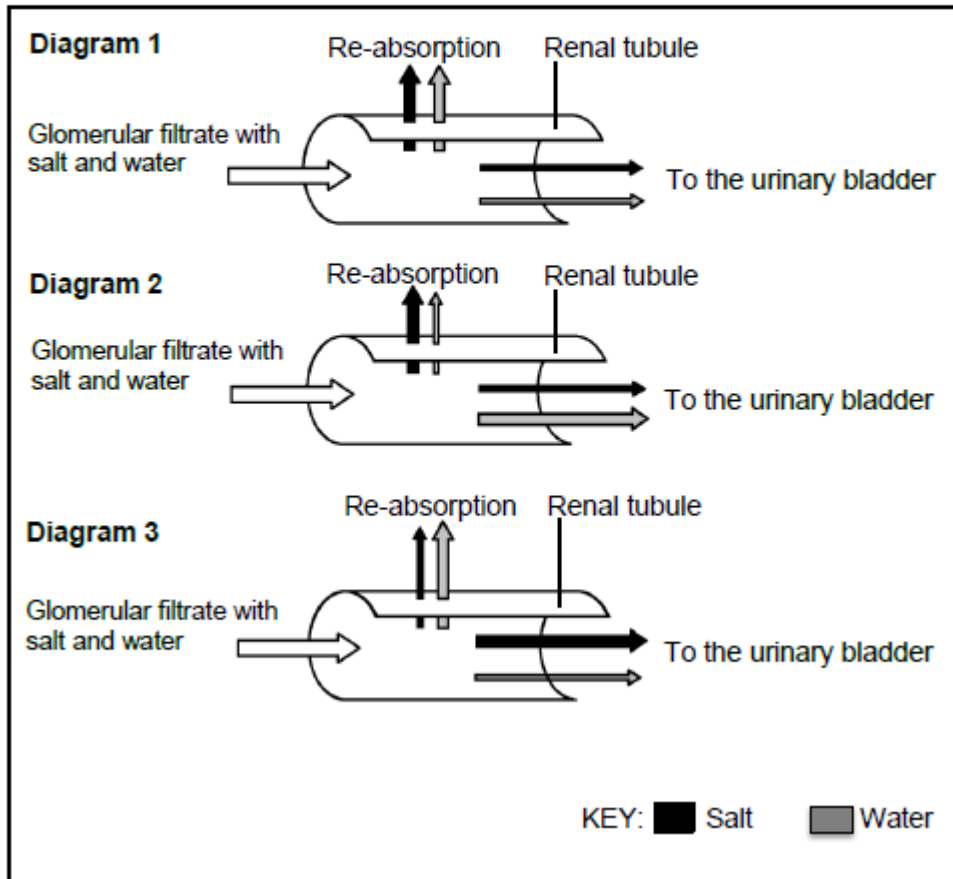 Diagram 1
Re-absorption Renal tubule
Glomerular filtrate with
salt and water
To the urinary bladder
Diagram 2
Re-absorption Renal tubule
Glomerular filtrate with
salt and water
To the urinary bladder
Diagram 3
Re-absorption Renal tubule
Glomerular filtrate with
salt and water
To the urinary bladder
KEY: Salt Water